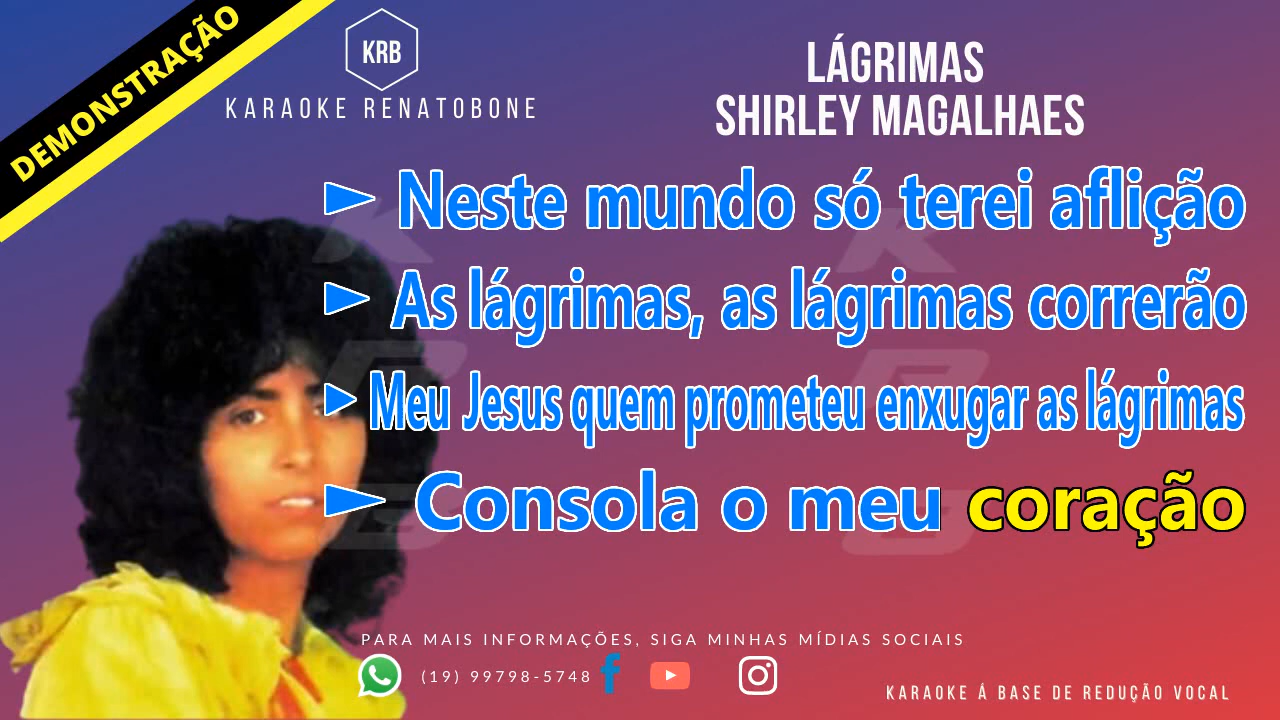 DEMONSTRAÇÃO
KRB
KARAOKE RENATOBONE
LÁGRIMAS
SHIRLEY MAGALHAES
► Neste mundo só terei aflição
► As lágrimas, as lágrimas correrão
► Meu Jesus quem prometeu enxugar as lágrimas
► Consola o meu coração
K R B
K R B
PARA MAIS INFORMAÇÕES, SIGA MINHAS MÍDIAS SOCIAIS
(19) 99798-5748
KARAOKE Á BASE DE REDUÇÃO VOCAL